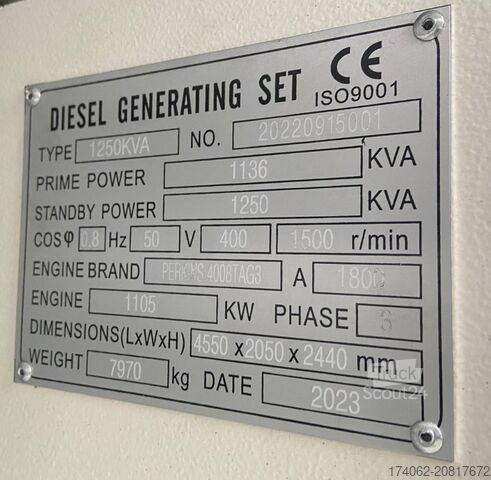 DIESEL GENERATING SET CE
ISO9001
TYPE 1250KVA NO. 20220915001
PRIME POWER 1136 KVA
STANDBY POWER 1250 KVA
COSφ 0.8 Hz 50 V 400 1500 r/min
ENGINE BRAND PERKINS 4008TAG3 A 1800
ENGINE 1105 KW PHASE 3
DIMENSIONS(LxWxH) 4550 x 2050 x 2440 mm
WEIGHT 7970 kg DATE 2023
Truck
Scout24
174062-20817672